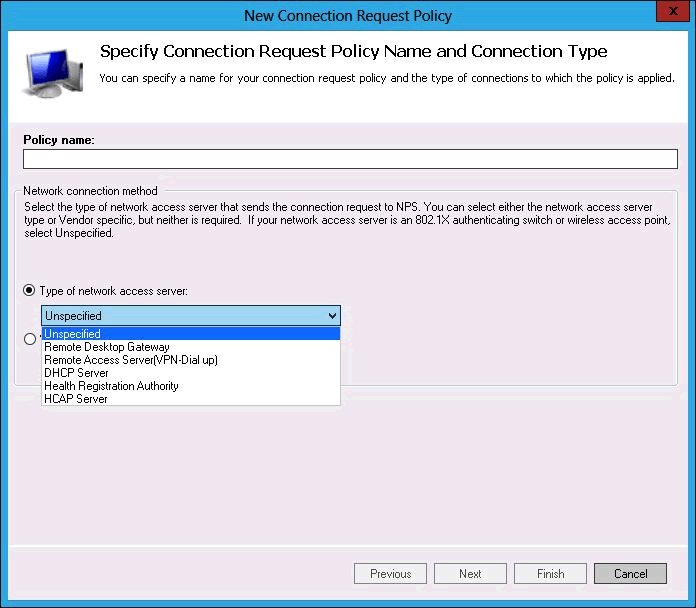 New Connection Request Policy
x
Specify Connection Request Policy Name and Connection Type
You can specify a name for your connection request policy and the type of connections to which the policy is applied.
Policy name:
Network connection method
Select the type of network access server that sends the connection request to NPS. You can select either the network access server
type or Vendor specific, but neither is required.  If your network access server is an 802.1X authenticating switch or wireless access point,
select Unspecified.
Type of network access server:
Unspecified
Unspecified
Remote Desktop Gateway
Remote Access Server(VPN-Dial up)
DHCP Server
Health Registration Authority
HCAP Server
Previous
Next
Finish
Cancel